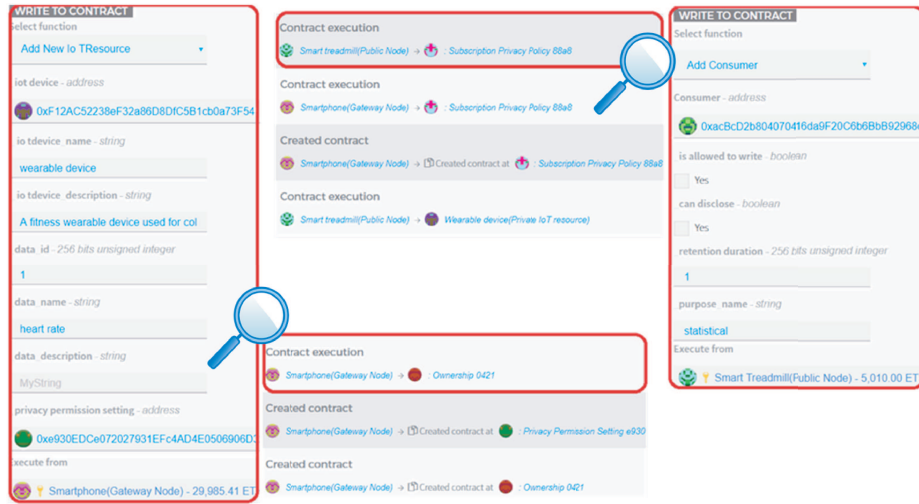 WRITE TO CONTRACT
Select function
Add New Io TResource
iot device - address
0xF12AC52238eF32a86D8DfC5B1cb0a73F54
io tdevice_name - string
wearable device
io tdevice_description - string
A fitness wearable device used for col
data_id - 256 bits unsigned integer
1
data_name - string
heart rate
data_description - string
MyString
privacy permission setting - address
0xe930EDCe072027931EFc4AD4E0506906D3
Execute from
Smartphone(Gateway Node) - 29,985.41 ET
Contract execution
Smart treadmill(Public Node) → : Subscription Privacy Policy 88a8
Contract execution
Smartphone(Gateway Node) → : Subscription Privacy Policy 88a8
Created contract
Smartphone(Gateway Node) → Created contract at : Subscription Privacy Policy 88a8
Contract execution
Smart treadmill(Public Node) → Wearable device(Private IoT resource)
Contract execution
Smartphone(Gateway Node) → : Ownership 0421
Created contract
Smartphone(Gateway Node) → Created contract at : Privacy Permission Setting e930
Created contract
Smartphone(Gateway Node) → Created contract at : Ownership 0421
WRITE TO CONTRACT
Select function
Add Consumer
Consumer - address
0xacBcD2b804070416da9F20C6b6BbB92968
is allowed to write - boolean
Yes
can disclose - boolean
Yes
retention duration - 256 bits unsigned integer
1
purpose_name - string
statistical
Execute from
Smart Treadmill(Public Node) - 5,010.00 ET